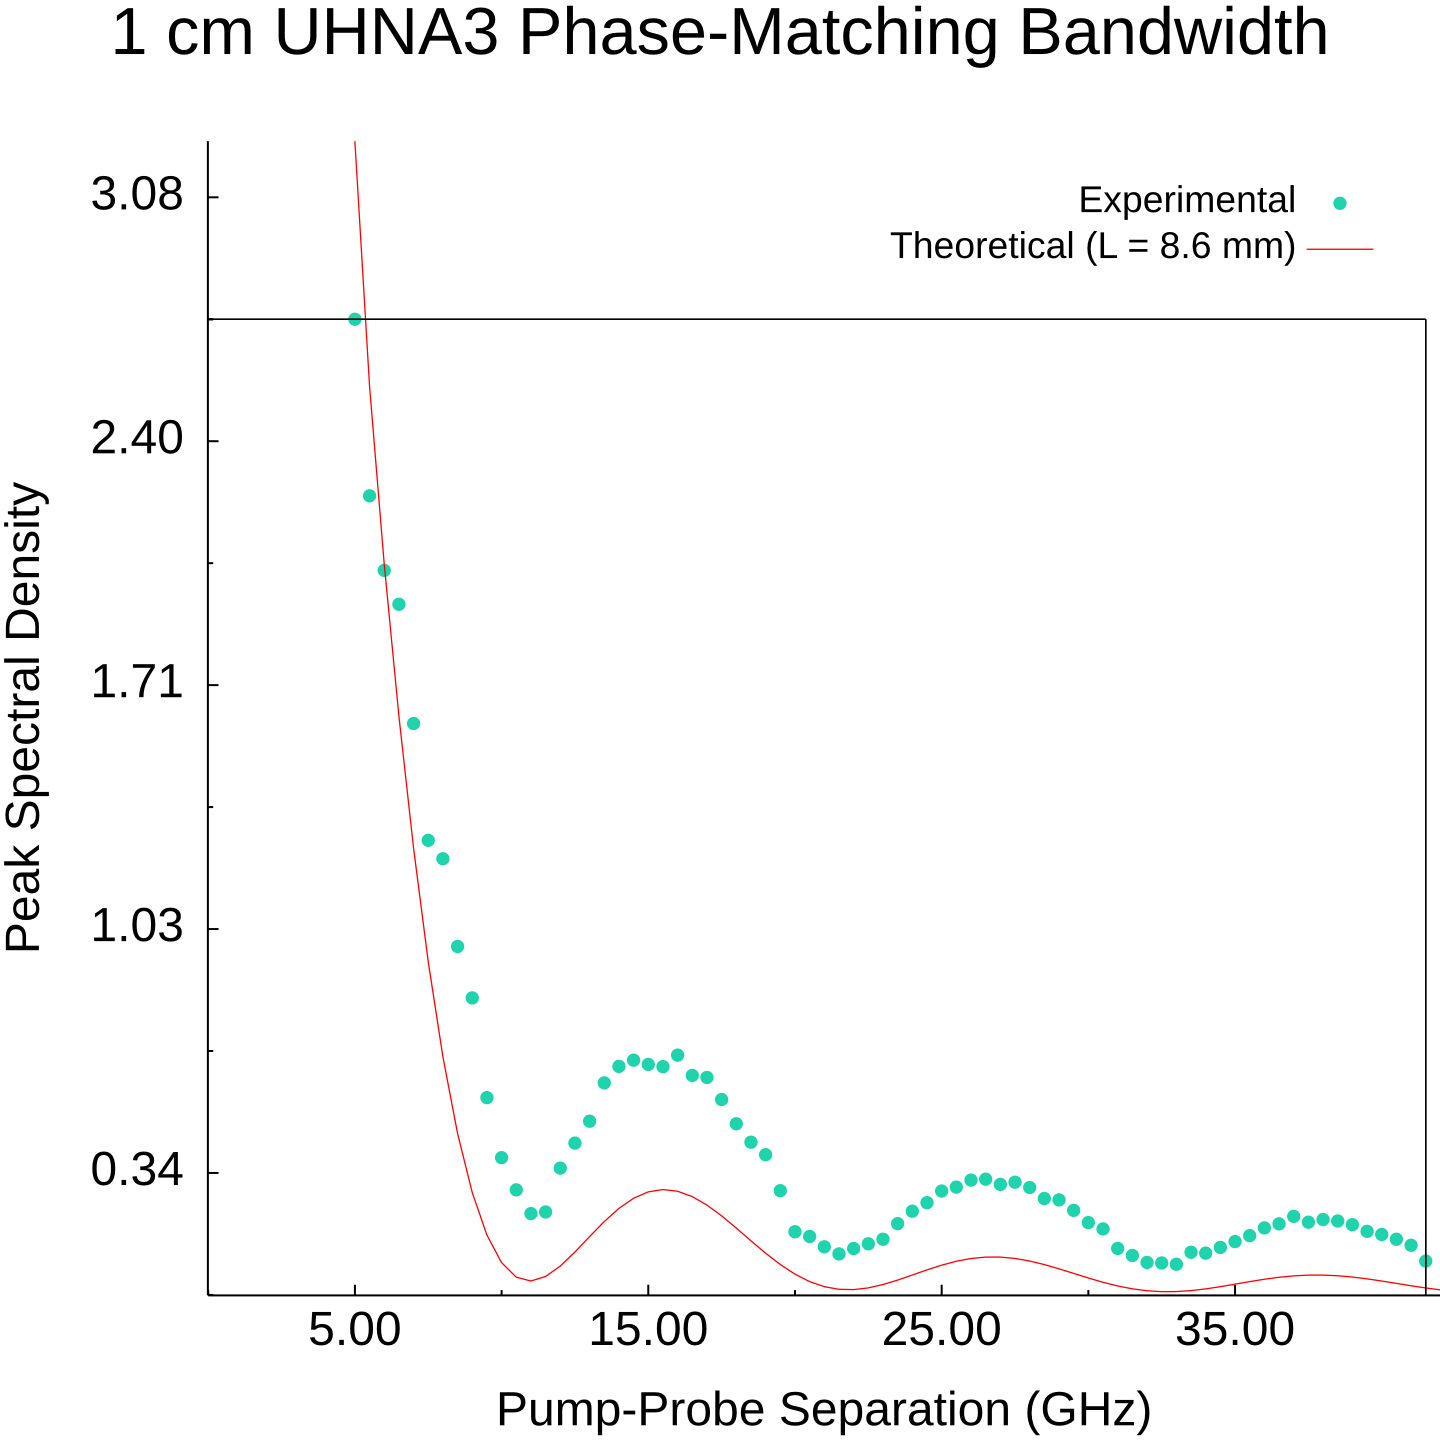 1 cm UHNA3 Phase-Matching Bandwidth
Experimental
Theoretical (L = 8.6 mm)
3.08
2.40
1.71
1.03
0.34
Peak Spectral Density
5.00 15.00 25.00 35.00
Pump-Probe Separation (GHz)